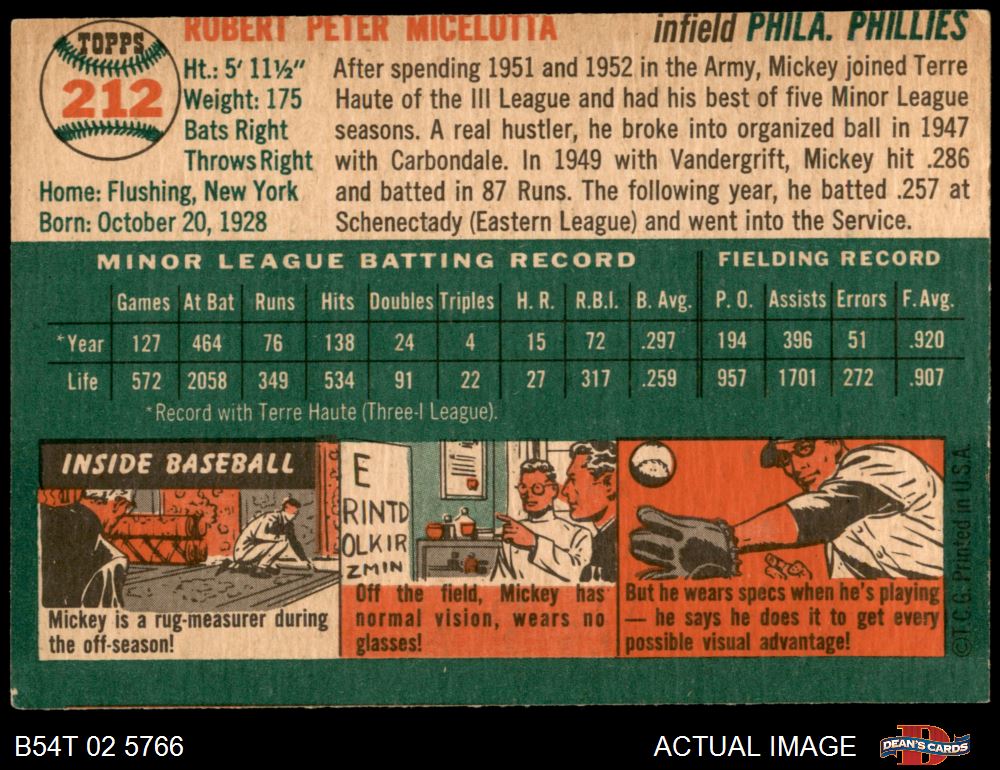 TOPPS
212
ROBERT PETER MICELOTTA
infield PHILA. PHILLIES
Ht.: 5' 11½"
Weight: 175
Bats Right
Throws Right
Home: Flushing, New York
Born: October 20, 1928
After spending 1951 and 1952 in the Army, Mickey joined Terre
Haute of the III League and had his best of five Minor League
seasons. A real hustler, he broke into organized ball in 1947
with Carbondale. In 1949 with Vandergrift, Mickey hit .286
and batted in 87 Runs. The following year, he batted .257 at
Schenectady (Eastern League) and went into the Service.
MINOR LEAGUE BATTING RECORD FIELDING RECORD
Games At Bat Runs Hits Doubles Triples H. R. R.B.I. B. Avg. P. O. Assists Errors F. Avg.
*Year 127 464 76 138 24 4 15 72 .297 194 396 51 .920
Life 572 2058 349 534 91 22 27 317 .259 957 1701 272 .907
*Record with Terre Haute (Three-I League).
INSIDE BASEBALL
Mickey is a rug-measurer during
the off-season!
E
RINTD
OLKIR
ZMIN
Off the field, Mickey has
normal vision, wears no
glasses!
But he wears specs when he's playing
— he says he does it to get every
possible visual advantage!
©T.C.G. Printed in U.S.A.
B54T 02 5766
ACTUAL IMAGE
D
DEAN'S CARDS